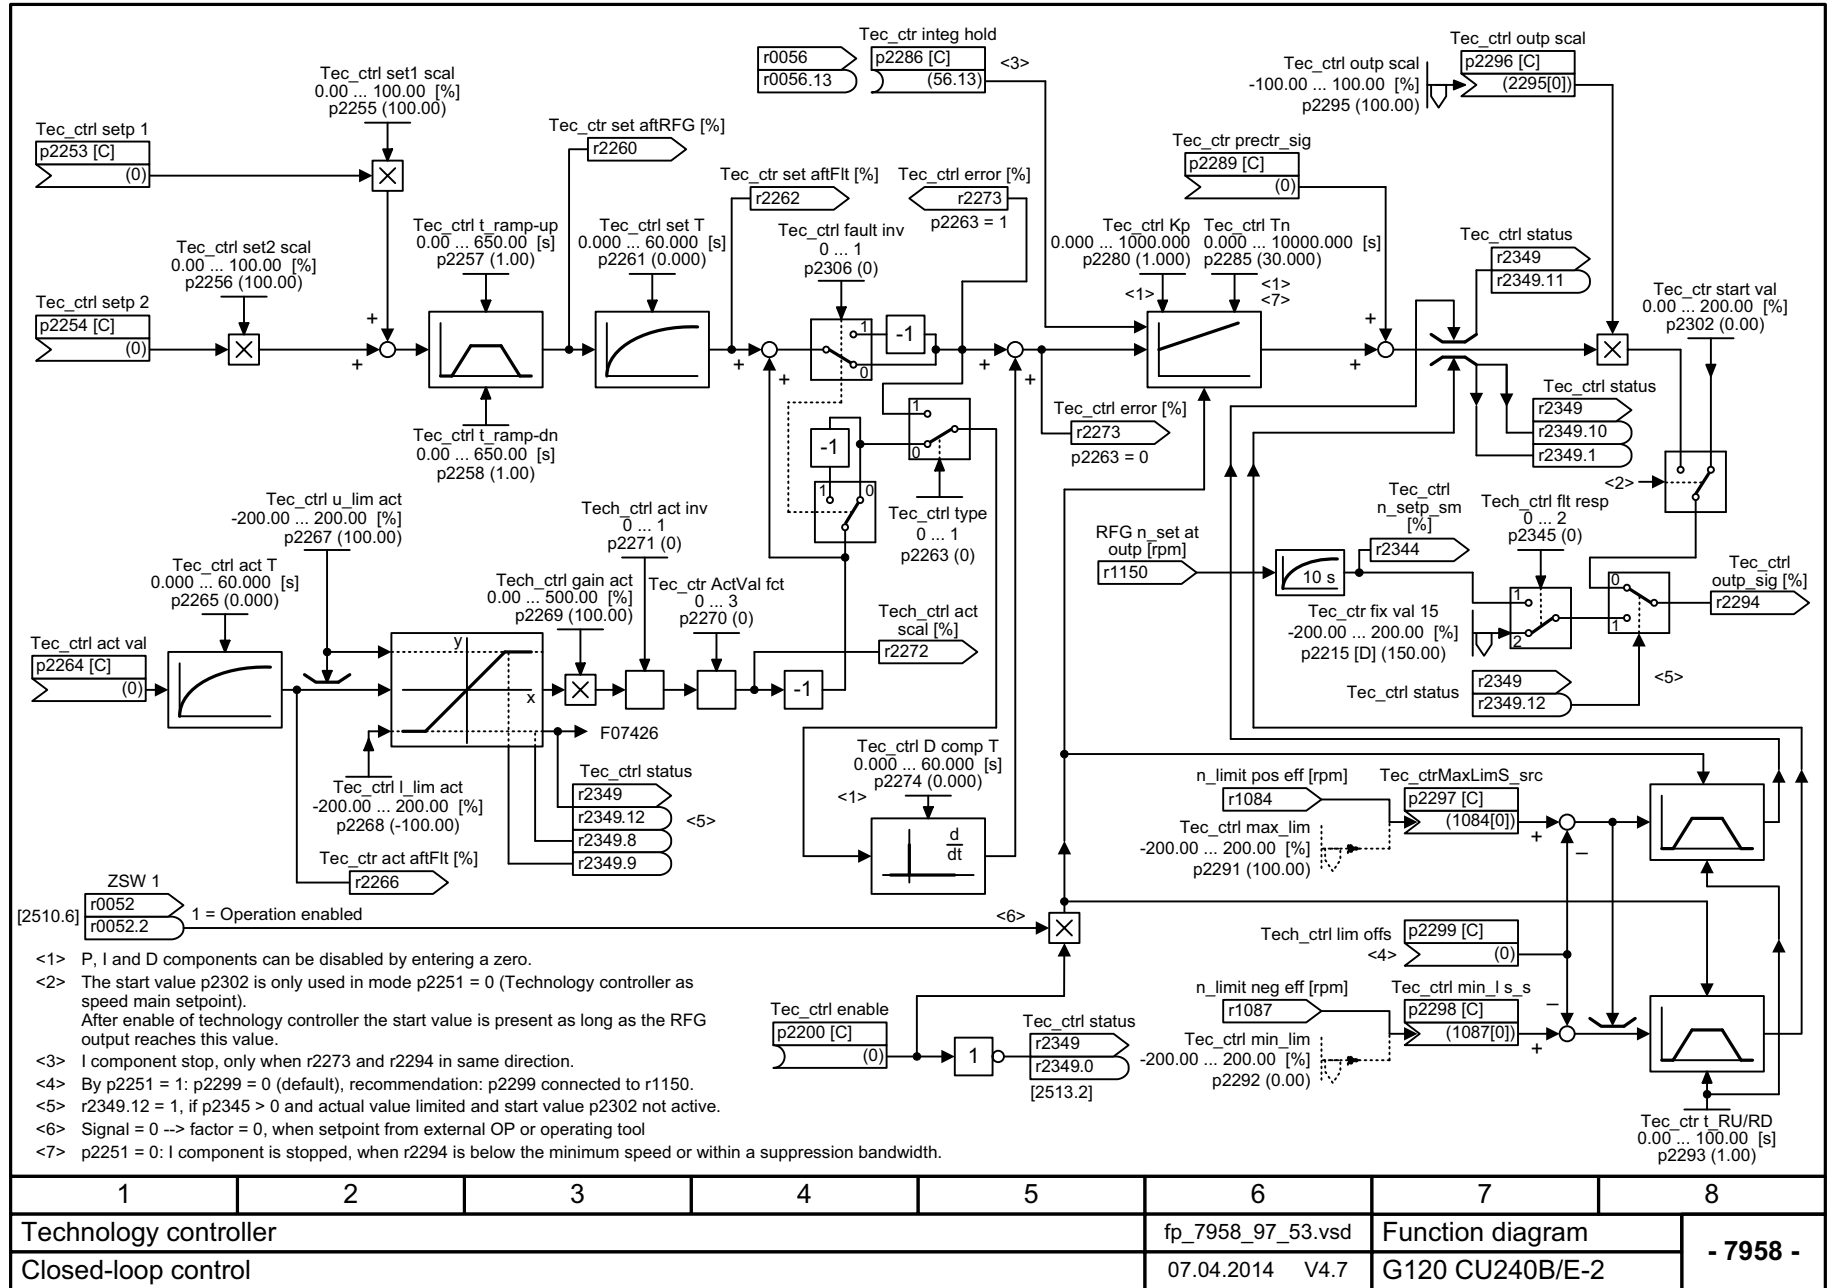 Tec_ctrl set1 scal
0.00 ... 100.00 [%]
p2255 (100.00)
Tec_ctrl setp 1
p2253 [C]
(0)
×
Tec_ctrl set2 scal
0.00 ... 100.00 [%]
p2256 (100.00)
Tec_ctrl setp 2
p2254 [C]
(0)
×
+
+
Tec_ctrl t_ramp-up
0.00 ... 650.00 [s]
p2257 (1.00)
Tec_ctrl t_ramp-dn
0.00 ... 650.00 [s]
p2258 (1.00)
Tec_ctr set aftRFG [%]
r2260
Tec_ctrl set T
0.000 ... 60.000 [s]
p2261 (0.000)
Tec_ctr set aftFlt [%]
r2262
Tec_ctrl fault inv
0 ... 1
p2306 (0)
+
+
1
0
-1
Tec_ctrl error [%]
r2273
p2263 = 1
r0056
r0056.13
Tec_ctr integ hold
p2286 [C]
(56.13)
<3>
+
+
Tec_ctrl error [%]
r2273
p2263 = 0
-1
1
0
1
0
Tec_ctrl type
0 ... 1
p2263 (0)
Tec_ctrl Kp
0.000 ... 1000.000
p2280 (1.000)
<1>
Tec_ctrl Tn
0.000 ... 10000.000 [s]
p2285 (30.000)
<1>
<7>
Tec_ctr prectr_sig
p2289 [C]
(0)
+
+
Tec_ctrl outp scal
-100.00 ... 100.00 [%]
p2295 (100.00)
Tec_ctrl outp scal
p2296 [C]
(2295[0])
Tec_ctrl status
r2349
r2349.11
×
Tec_ctr start val
0.00 ... 200.00 [%]
p2302 (0.00)
Tec_ctrl status
r2349
r2349.10
r2349.1
<2>
Tec_ctrl u_lim act
-200.00 ... 200.00 [%]
p2267 (100.00)
Tec_ctrl act T
0.000 ... 60.000 [s]
p2265 (0.000)
Tec_ctrl act val
p2264 [C]
(0)
y
x
Tec_ctrl l_lim act
-200.00 ... 200.00 [%]
p2268 (-100.00)
Tec_ctr act aftFlt [%]
r2266
Tech_ctrl act inv
0 ... 1
p2271 (0)
Tech_ctrl gain act
0.00 ... 500.00 [%]
p2269 (100.00)
×
Tec_ctr ActVal fct
0 ... 3
p2270 (0)
-1
Tech_ctrl act
scal [%]
r2272
F07426
Tec_ctrl status
r2349
r2349.12
r2349.8
r2349.9
<5>
Tec_ctrl D comp T
0.000 ... 60.000 [s]
p2274 (0.000)
<1>
d
dt
RFG n_set at
outp [rpm]
r1150
10 s
Tec_ctrl
n_setp_sm
[%]
r2344
Tech_ctrl flt resp
0 ... 2
p2345 (0)
1
2
Tec_ctr fix val 15
-200.00 ... 200.00 [%]
p2215 [D] (150.00)
0
1
Tec_ctrl
outp_sig [%]
r2294
Tec_ctrl status
r2349
r2349.12
<5>
n_limit pos eff [rpm]
r1084
Tec_ctrl max_lim
-200.00 ... 200.00 [%]
p2291 (100.00)
Tec_ctrMaxLimS_src
p2297 [C]
(1084[0])
+
–
Tech_ctrl lim offs
<4>
p2299 [C]
(0)
n_limit neg eff [rpm]
r1087
Tec_ctrl min_lim
-200.00 ... 200.00 [%]
p2292 (0.00)
Tec_ctrl min_l s_s
p2298 [C]
(1087[0])
–
+
Tec_ctr t_RU/RD
0.00 ... 100.00 [s]
p2293 (1.00)
ZSW 1
[2510.6]
r0052
r0052.2
1 = Operation enabled
<6>
×
Tec_ctrl enable
p2200 [C]
(0)
1
Tec_ctrl status
r2349
r2349.0
[2513.2]
<1> P, I and D components can be disabled by entering a zero.
<2> The start value p2302 is only used in mode p2251 = 0 (Technology controller as
speed main setpoint).
After enable of technology controller the start value is present as long as the RFG
output reaches this value.
<3> I component stop, only when r2273 and r2294 in same direction.
<4> By p2251 = 1: p2299 = 0 (default), recommendation: p2299 connected to r1150.
<5> r2349.12 = 1, if p2345 > 0 and actual value limited and start value p2302 not active.
<6> Signal = 0 --> factor = 0, when setpoint from external OP or operating tool
<7> p2251 = 0: I component is stopped, when r2294 is below the minimum speed or within a suppression bandwidth.
1 2 3 4 5 6 7 8
Technology controller
fp_7958_97_53.vsd
Function diagram
- 7958 -
Closed-loop control
07.04.2014 V4.7
G120 CU240B/E-2